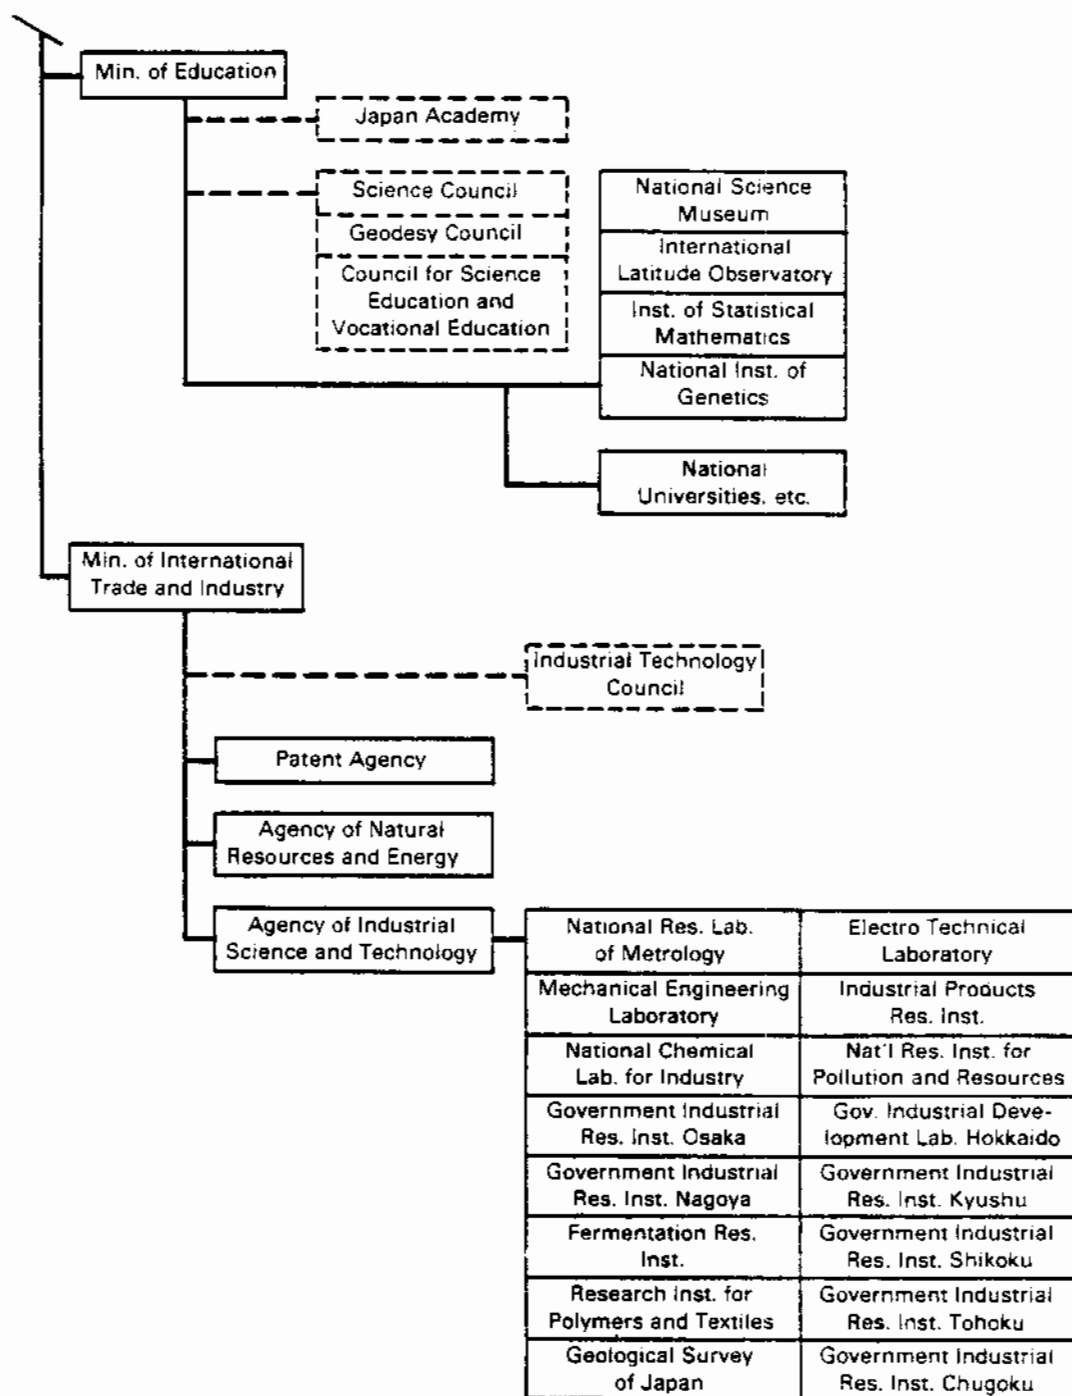 Min. of Education
Japan Academy
Science Council
Geodesy Council
Council for Science
Education and
Vocational Education
National Science
Museum
International
Latitude Observatory
Inst. of Statistical
Mathematics
National Inst. of
Genetics
National
Universities. etc.
Min. of International
Trade and Industry
Industrial Technology
Council
Patent Agency
Agency of Natural
Resources and Energy
Agency of Industrial
Science and Technology
National Res. Lab.
of Metrology
Electro Technical
Laboratory
Mechanical Engineering
Laboratory
Industrial Products
Res. Inst.
National Chemical
Lab. for Industry
Nat'l Res. Inst. for
Pollution and Resources
Government Industrial
Res. Inst. Osaka
Gov. Industrial Deve-
lopment Lab. Hokkaido
Government Industrial
Res. Inst. Nagoya
Government Industrial
Res. Inst. Kyushu
Fermentation Res.
Inst.
Government Industrial
Res. Inst. Shikoku
Research Inst. for
Polymers and Textiles
Government Industrial
Res. Inst. Tohoku
Geological Survey
of Japan
Government Industrial
Res. Inst. Chugoku